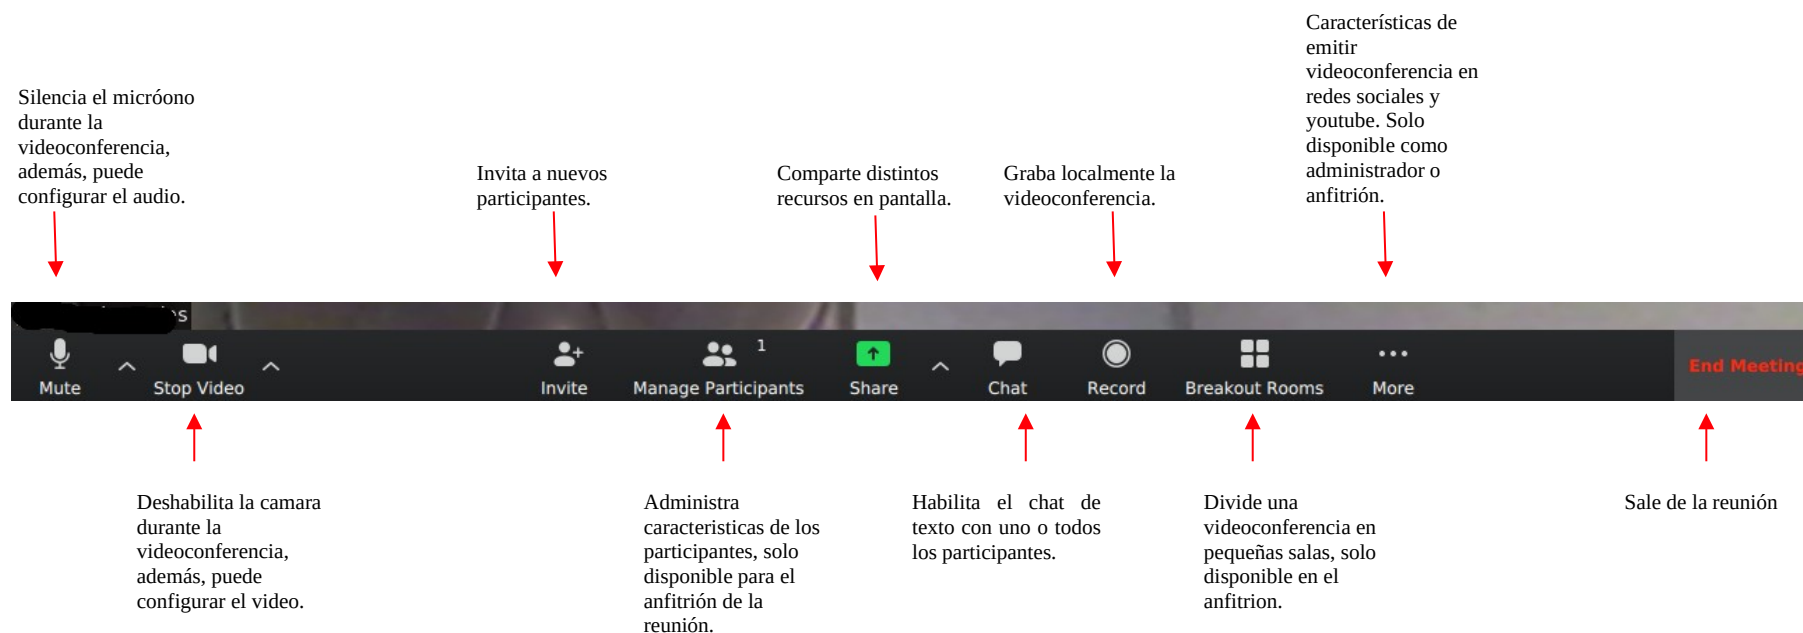 Características de
emitir
videoconferencia en
redes sociales y
youtube. Solo
disponible como
administrador o
anfitrión.
Silencia el micróono
durante la
videoconferencia,
además, puede
configurar el audio.
Invita a nuevos
participantes.
Comparte distintos
recursos en pantalla.
Graba localmente la
videoconferencia.
Mute
Stop Video
Invite
Manage Participants
1
Share
Chat
Record
Breakout Rooms
More
End Meeting
Deshabilita la camara
durante la
videoconferencia,
además, puede
configurar el video.
Administra
caracteristicas de los
participantes, solo
disponible para el
anfitrión de la
reunión.
Habilita el chat de
texto con uno o todos
los participantes.
Divide una
videoconferencia en
pequeñas salas, solo
disponible en el
anfitrion.
Sale de la reunión